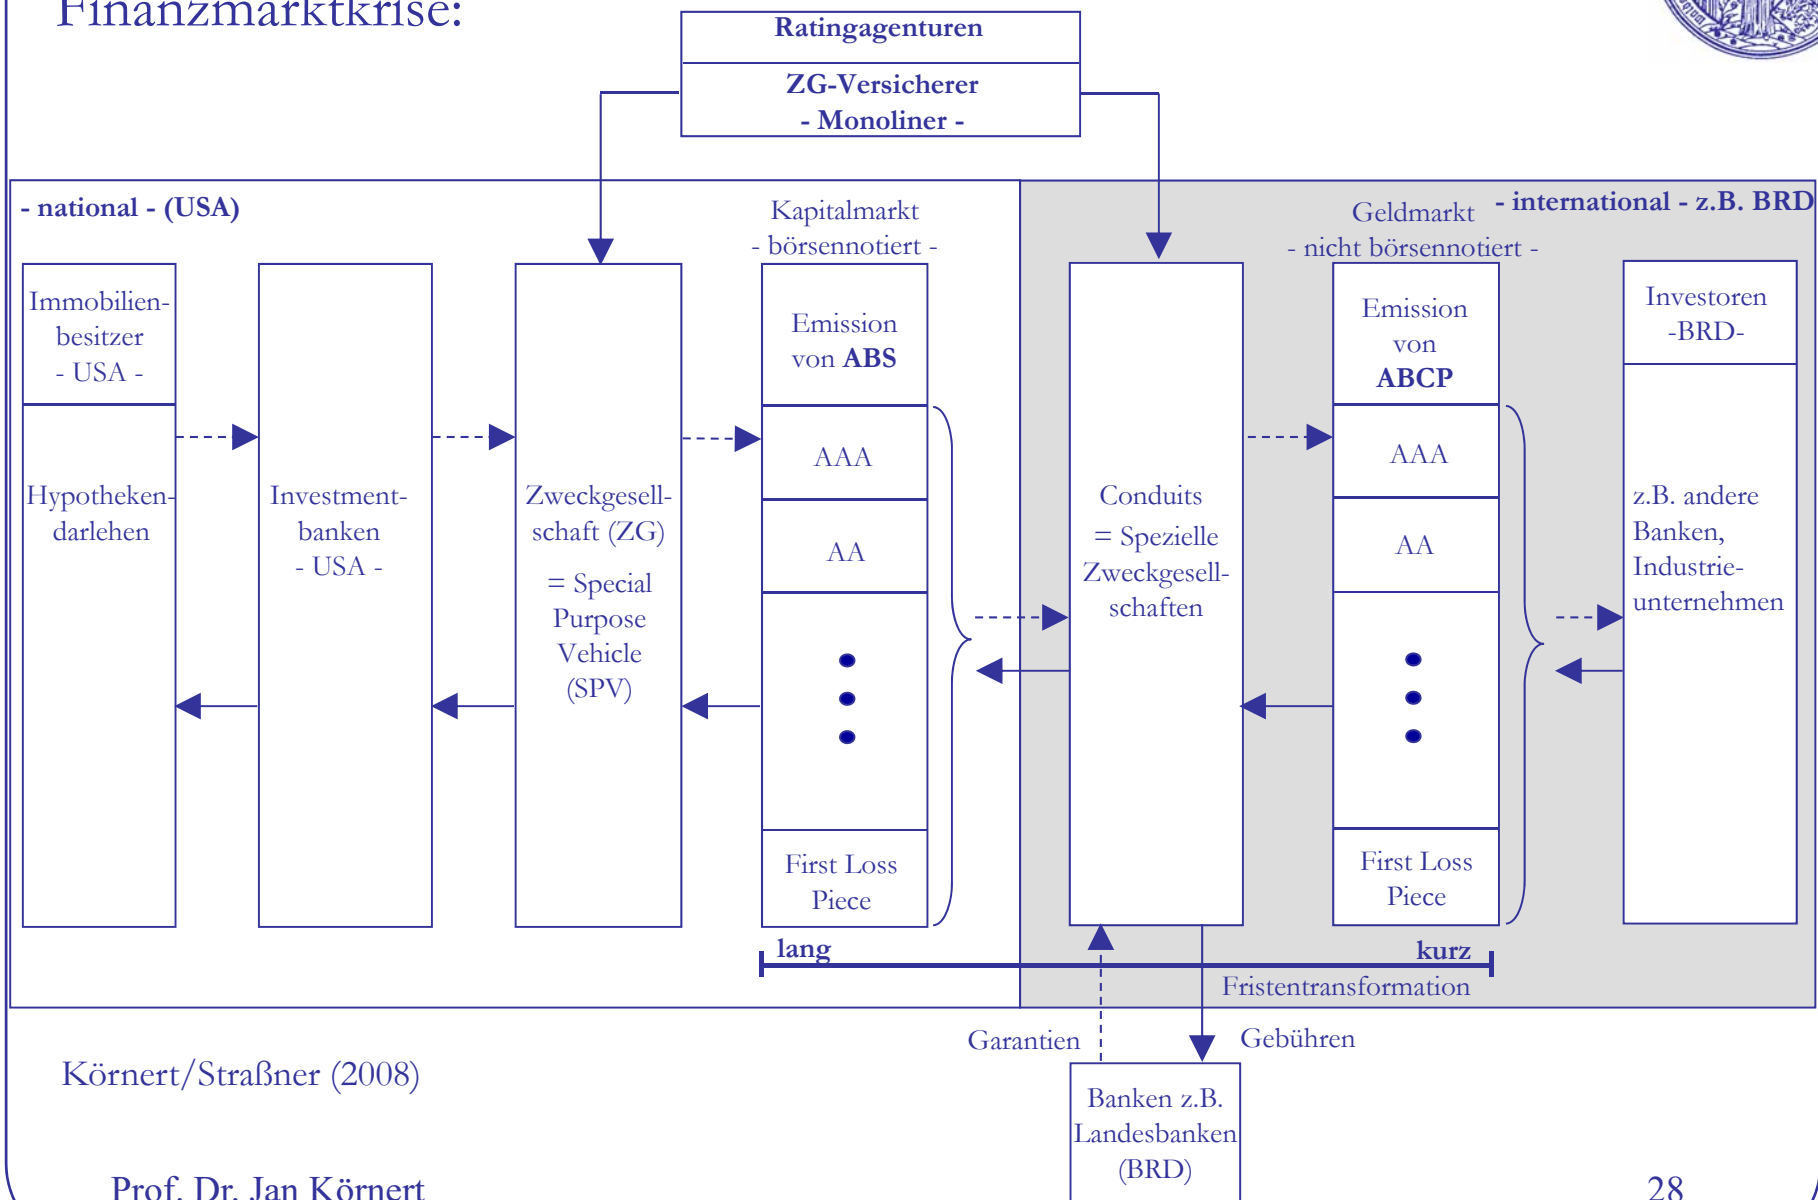 Finanzmarktkrise:
Ratingagenturen
ZG-Versicherer
- Monoliner -
- national - (USA)
Kapitalmarkt
- börsennotiert -
Geldmarkt
- nicht börsennotiert -
- international - z.B. BRD
Immobilien-
besitzer
- USA -
Hypotheken-
darlehen
Investment-
banken
- USA -
Zweckgesell-
schaft (ZG)
= Special
Purpose
Vehicle
(SPV)
Emission
von ABS
AAA
AA
First Loss
Piece
Conduits
= Spezielle
Zweckgesell-
schaften
Emission
von
ABCP
AAA
AA
First Loss
Piece
Investoren
-BRD-
z.B. andere
Banken,
Industrie-
unternehmen
lang
kurz
Fristentransformation
Garantien
Gebühren
Banken z.B.
Landesbanken
(BRD)
Körnert/Straßner (2008)
Prof. Dr. Jan Körnert
28